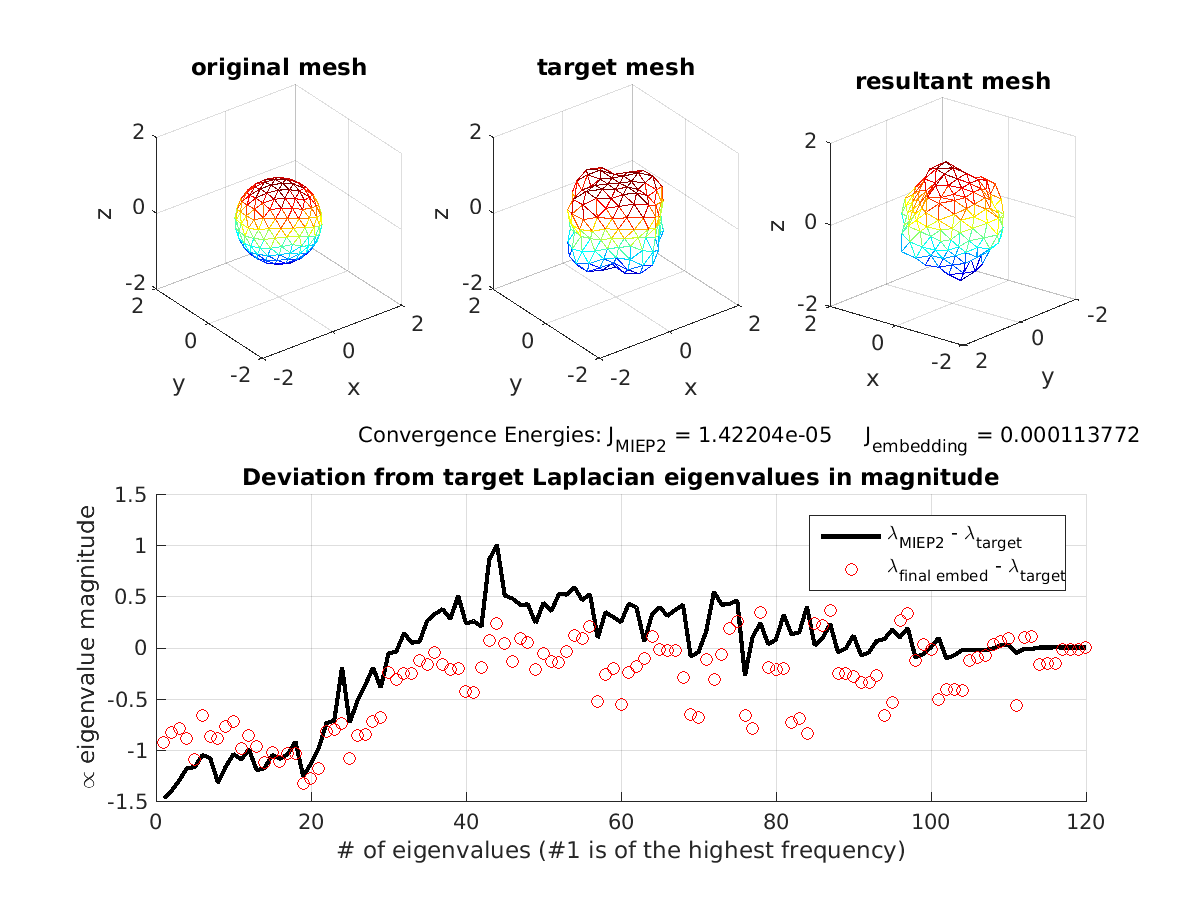 original mesh
target mesh
resultant mesh
2
0
-2
z
2
0
-2
y
-2
0
2
x
2
0
-2
z
2
0
-2
y
-2
0
2
x
2
0
-2
z
2
0
-2
x
2
0
-2
y
Convergence Energies: J_MIEP2 = 1.42204e-05 J_embedding = 0.000113772
Deviation from target Laplacian eigenvalues in magnitude
1.5
1
0.5
0
-0.5
-1
-1.5
∝ eigenvalue magnitude
λ_MIEP2 - λ_target
λ_final embed - λ_target
0 20 40 60 80 100 120
# of eigenvalues (#1 is of the highest frequency)